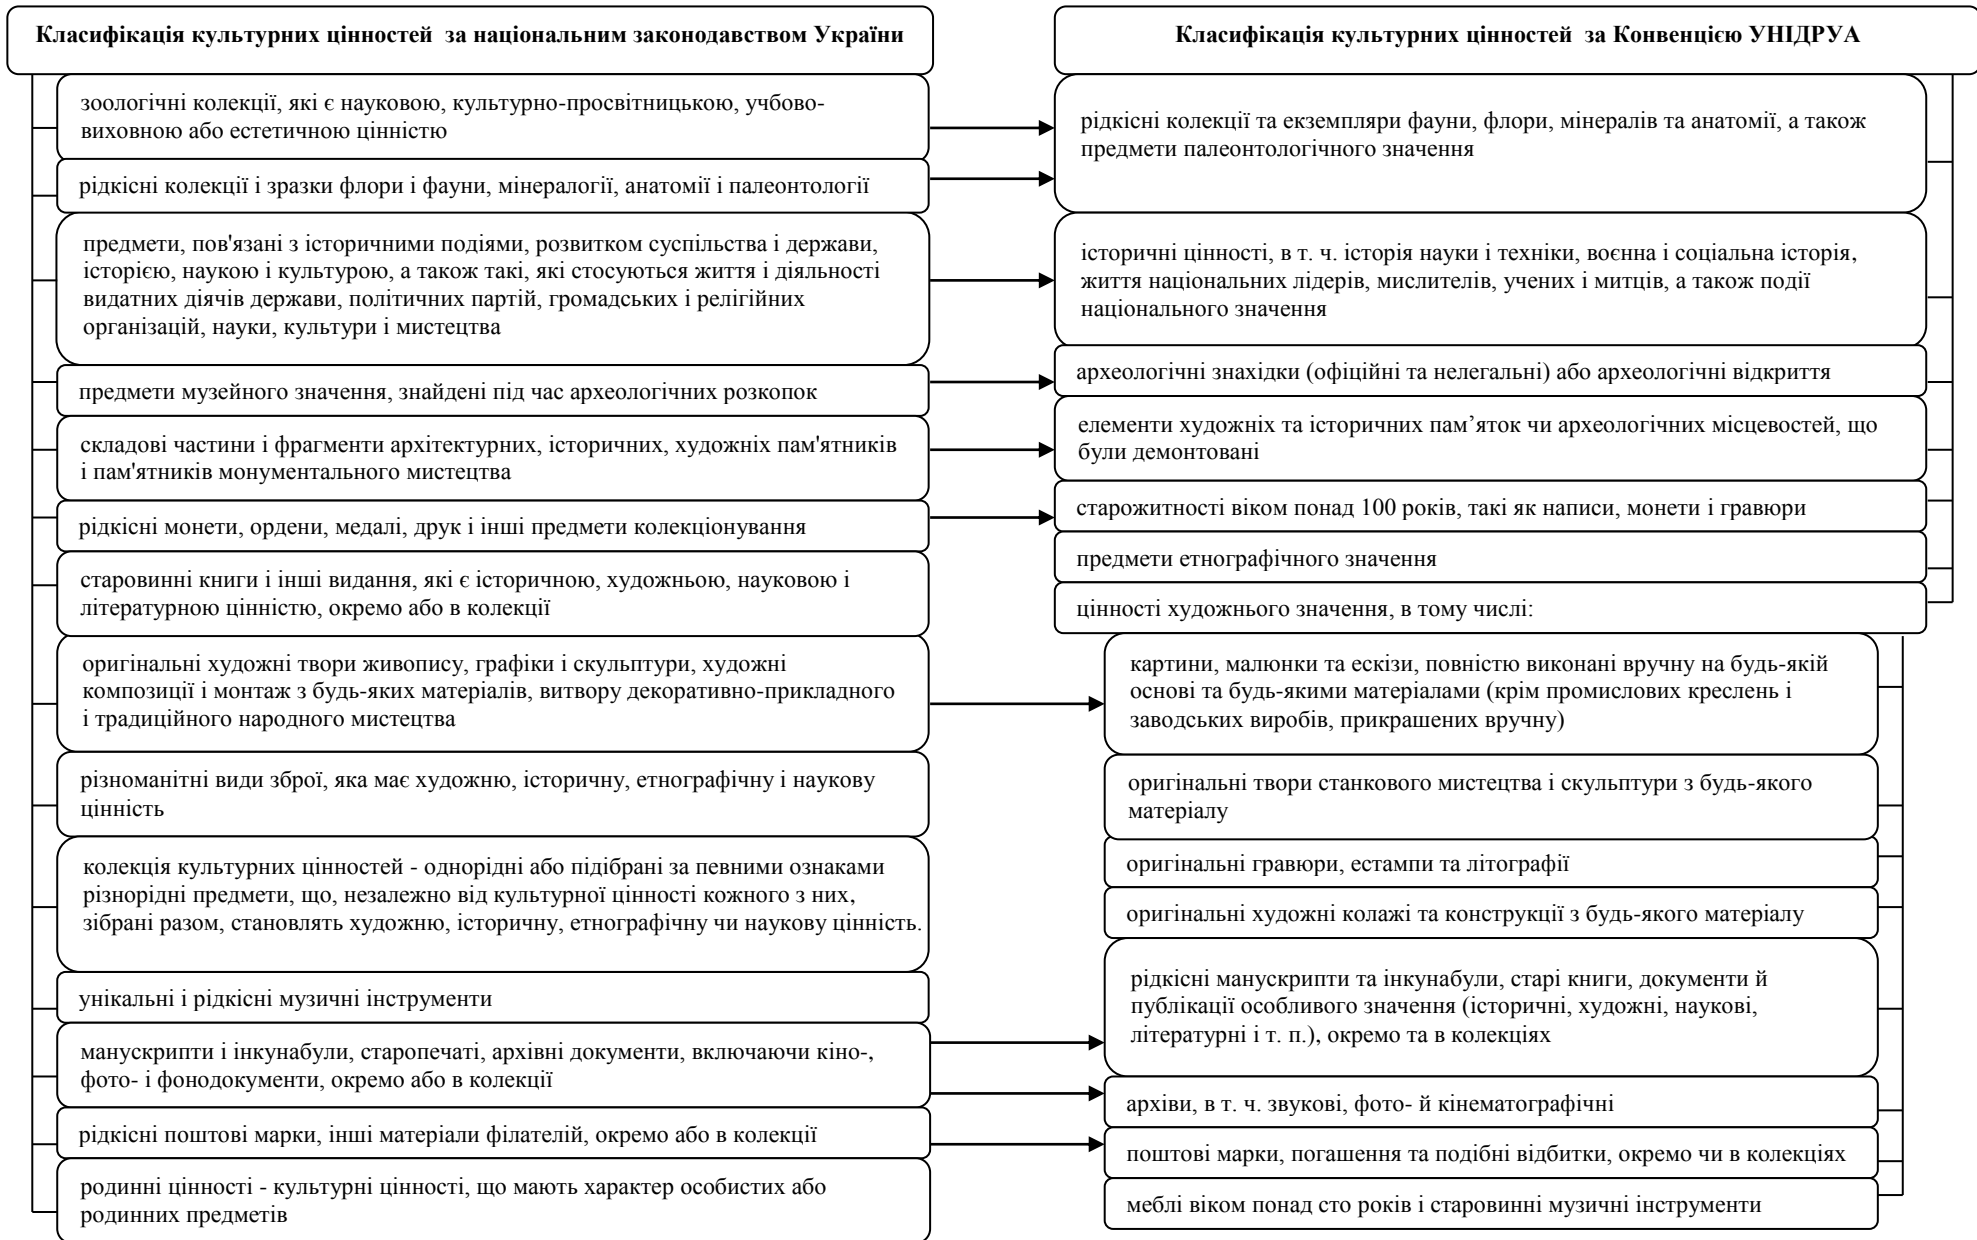 Класифікація культурних цінностей за національним законодавством України
зоологічні колекції, які є науковою, культурно-просвітницькою, учбово-
виховною або естетичною цінністю
рідкісні колекції і зразки флори і фауни, мінералогії, анатомії і палеонтології
предмети, пов'язані з історичними подіями, розвитком суспільства і держави,
історією, наукою і культурою, а також такі, які стосуються життя і діяльності
видатних діячів держави, політичних партій, громадських і релігійних
організацій, науки, культури і мистецтва
предмети музейного значення, знайдені під час археологічних розкопок
складові частини і фрагменти архітектурних, історичних, художніх пам'ятників
і пам'ятників монументального мистецтва
рідкісні монети, ордени, медалі, друк і інші предмети колекціонування
старовинні книги і інші видання, які є історичною, художньою, науковою і
літературною цінністю, окремо або в колекції
оригінальні художні твори живопису, графіки і скульптури, художні
композиції і монтаж з будь-яких матеріалів, витвору декоративно-прикладного
і традиційного народного мистецтва
різноманітні види зброї, яка має художню, історичну, етнографічну і наукову
цінність
колекція культурних цінностей - однорідні або підібрані за певними ознаками
різнорідні предмети, що, незалежно від культурної цінності кожного з них,
зібрані разом, становлять художню, історичну, етнографічну чи наукову цінність.
унікальні і рідкісні музичні інструменти
манускрипти і інкунабули, старопечаті, архівні документи, включаючи кіно-,
фото- і фонодокументи, окремо або в колекції
рідкісні поштові марки, інші матеріали філателій, окремо або в колекції
родинні цінності - культурні цінності, що мають характер особистих або
родинних предметів
Класифікація культурних цінностей за Конвенцією УНІДРУА
рідкісні колекції та екземпляри фауни, флори, мінералів та анатомії, а також
предмети палеонтологічного значення
історичні цінності, в т. ч. історія науки і техніки, воєнна і соціальна історія,
життя національних лідерів, мислителів, учених і митців, а також події
національного значення
археологічні знахідки (офіційні та нелегальні) або археологічні відкриття
елементи художніх та історичних пам’яток чи археологічних місцевостей, що
були демонтовані
старожитності віком понад 100 років, такі як написи, монети і гравюри
предмети етнографічного значення
цінності художнього значення, в тому числі:
картини, малюнки та ескізи, повністю виконані вручну на будь-якій
основі та будь-якими матеріалами (крім промислових креслень і
заводських виробів, прикрашених вручну)
оригінальні твори станкового мистецтва і скульптури з будь-якого
матеріалу
оригінальні гравюри, естампи та літографії
оригінальні художні колажі та конструкції з будь-якого матеріалу
рідкісні манускрипти та інкунабули, старі книги, документи й
публікації особливого значення (історичні, художні, наукові,
літературні і т. п.), окремо та в колекціях
архіви, в т. ч. звукові, фото- й кінематографічні
поштові марки, погашення та подібні відбитки, окремо чи в колекціях
меблі віком понад сто років і старовинні музичні інструменти